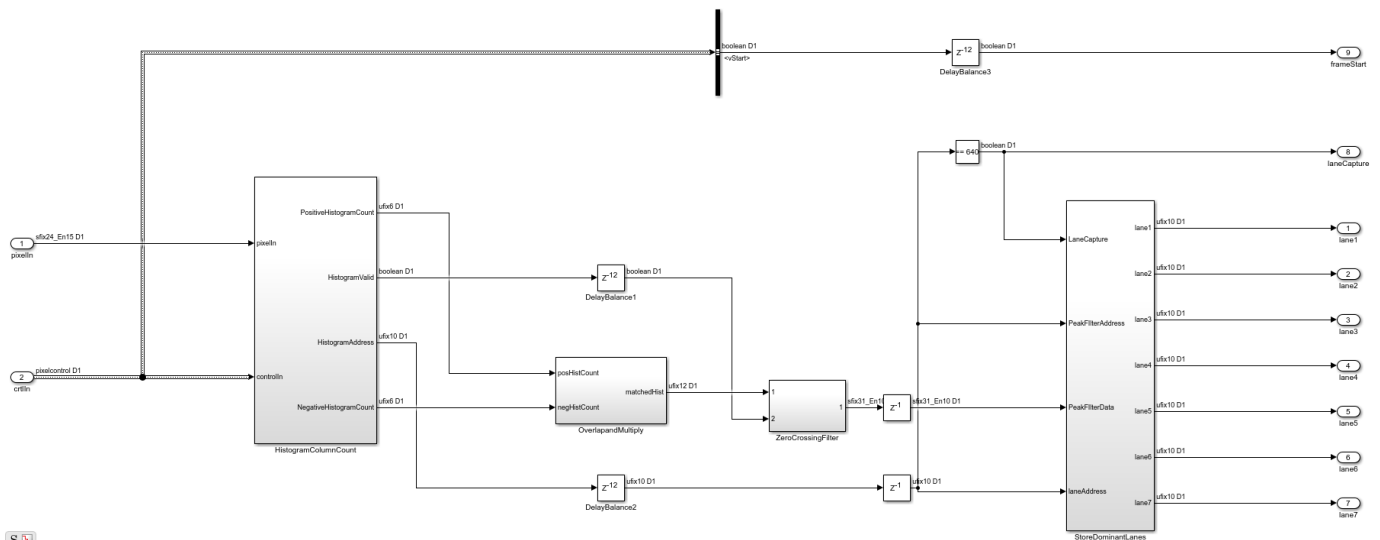 boolean D1
<vStart>
z-12
DelayBalance3
boolean D1
9
frameStart
== 640
boolean D1
8
laneCapture
sfix24_En15 D1
1
pixelIn
pixelcontrol D1
2
crtlIn
pixelIn
controlIn
PositiveHistogramCount
HistogramValid
HistogramAddress
NegativeHistogramCount
HistogramColumnCount
ufix6 D1
boolean D1
ufix10 D1
ufix6 D1
z-12
boolean D1
DelayBalance1
posHistCount
negHistCount
matchedHist
OverlapandMultiply
ufix12 D1
z-12
ufix10 D1
DelayBalance2
1
2
1
ZeroCrossingFilter
sfix31_En10
z-1
sfix31_En10 D1
z-1
ufix10 D1
LaneCapture
PeakFIlterAddress
PeakFIlterData
laneAddress
lane1
lane2
lane3
lane4
lane5
lane6
lane7
StoreDominantLanes
ufix10 D1
1
lane1
ufix10 D1
2
lane2
ufix10 D1
3
lane3
ufix10 D1
4
lane4
ufix10 D1
5
lane5
ufix10 D1
6
lane6
ufix10 D1
7
lane7